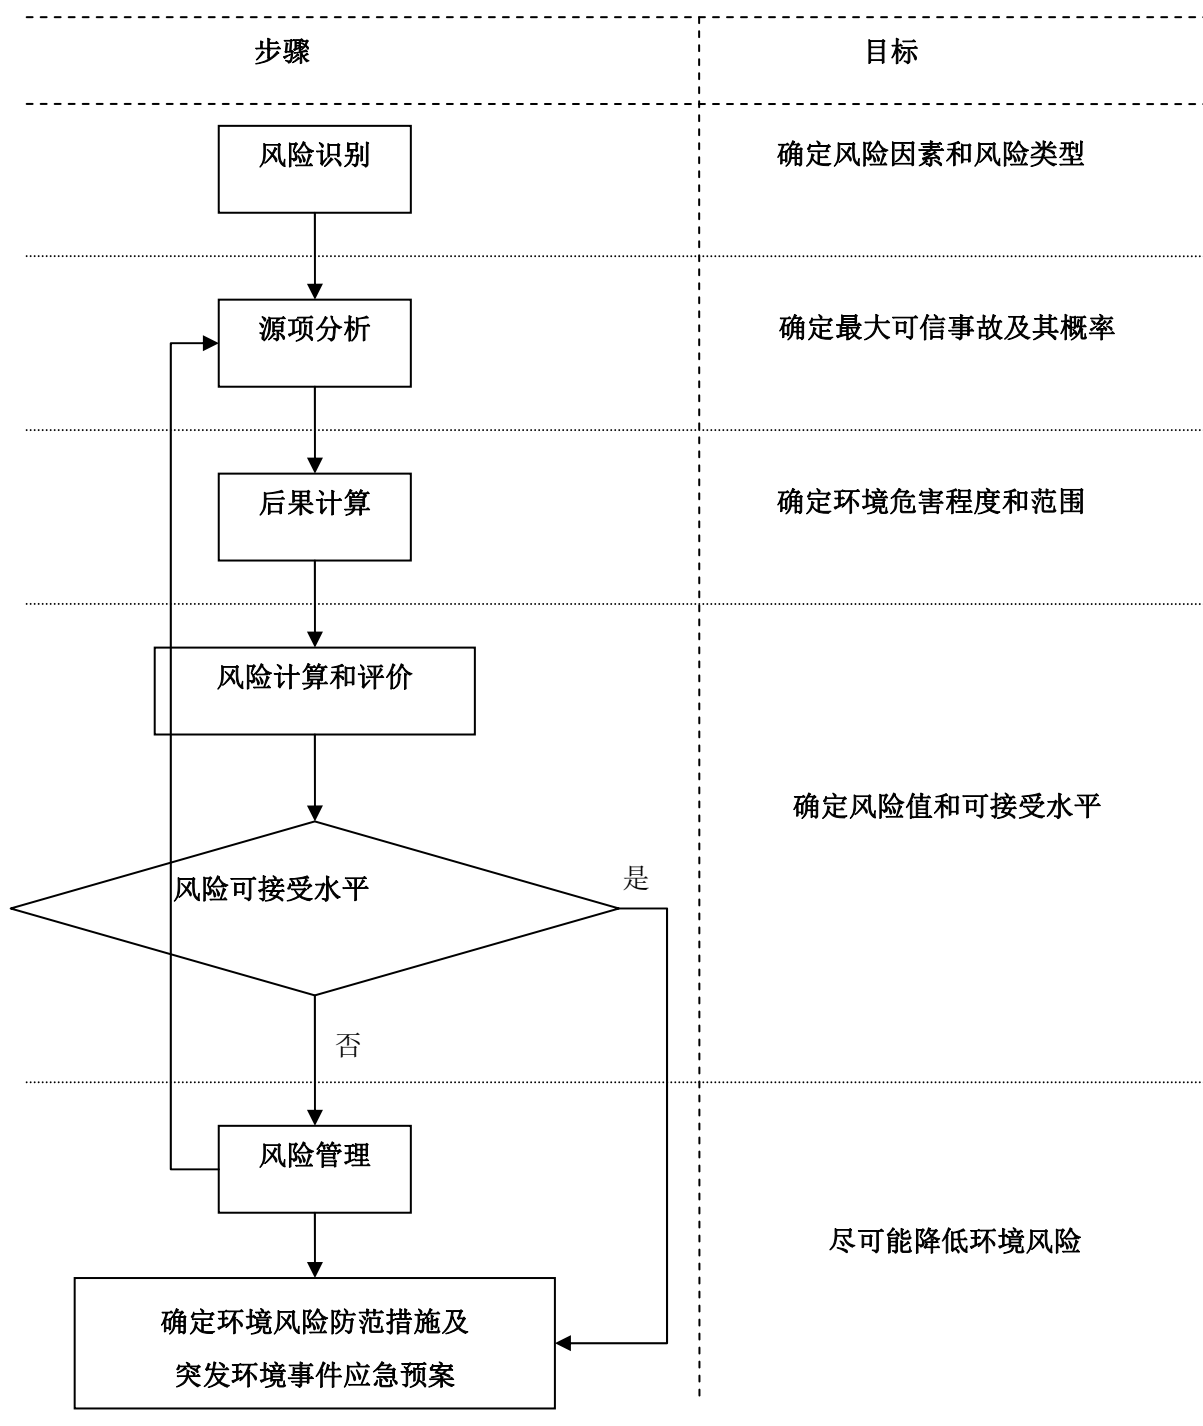 步骤
目标
风险识别
确定风险因素和风险类型
源项分析
确定最大可信事故及其概率
后果计算
确定环境危害程度和范围
风险计算和评价
确定风险值和可接受水平
风险可接受水平
是
否
风险管理
尽可能降低环境风险
确定环境风险防范措施及
突发环境事件应急预案